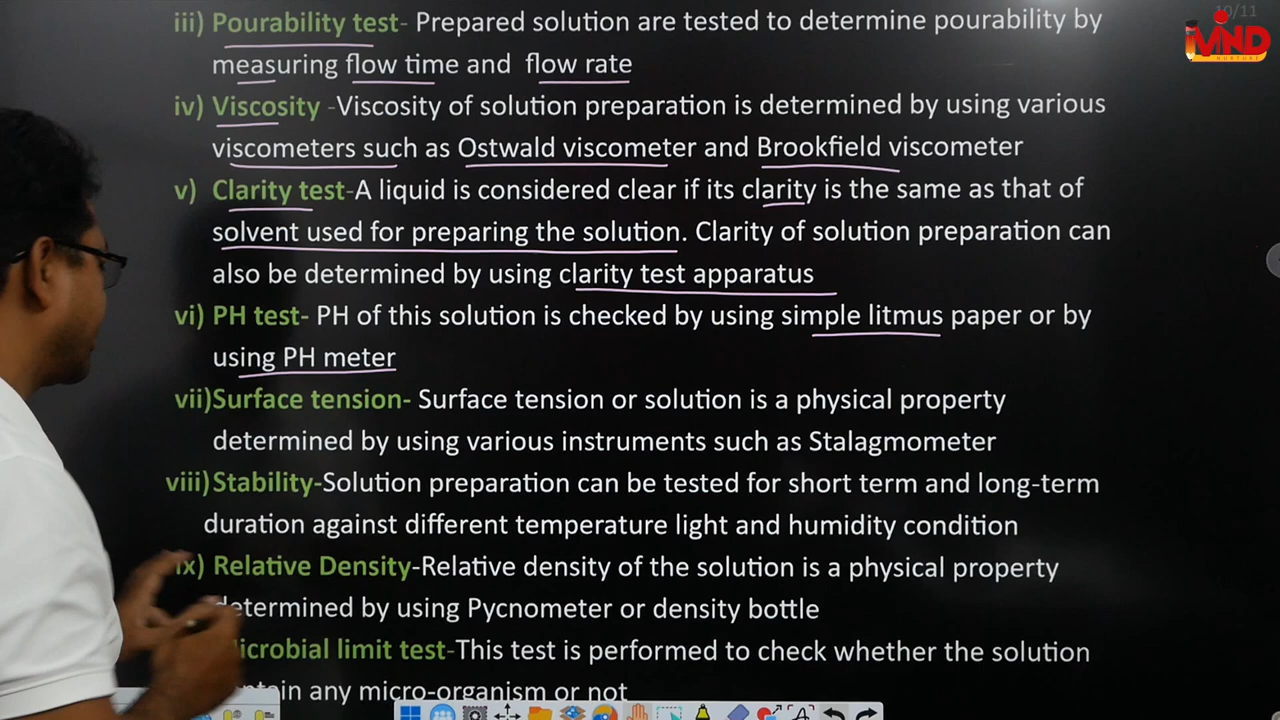 10/11
iii) Pourability test- Prepared solution are tested to determine pourability by
measuring flow time and flow rate
MIND
NURTURE
iv) Viscosity -Viscosity of solution preparation is determined by using various
viscometers such as Ostwald viscometer and Brookfield viscometer
v) Clarity test-A liquid is considered clear if its clarity is the same as that of
solvent used for preparing the solution. Clarity of solution preparation can
also be determined by using clarity test apparatus
vi) PH test- PH of this solution is checked by using simple litmus paper or by
using PH meter
vii)Surface tension- Surface tension or solution is a physical property
determined by using various instruments such as Stalagmometer
viii)Stability-Solution preparation can be tested for short term and long-term
duration against different temperature light and humidity condition
ix) Relative Density-Relative density of the solution is a physical property
determined by using Pycnometer or density bottle
Microbial limit test-This test is performed to check whether the solution
any micro-organism or not